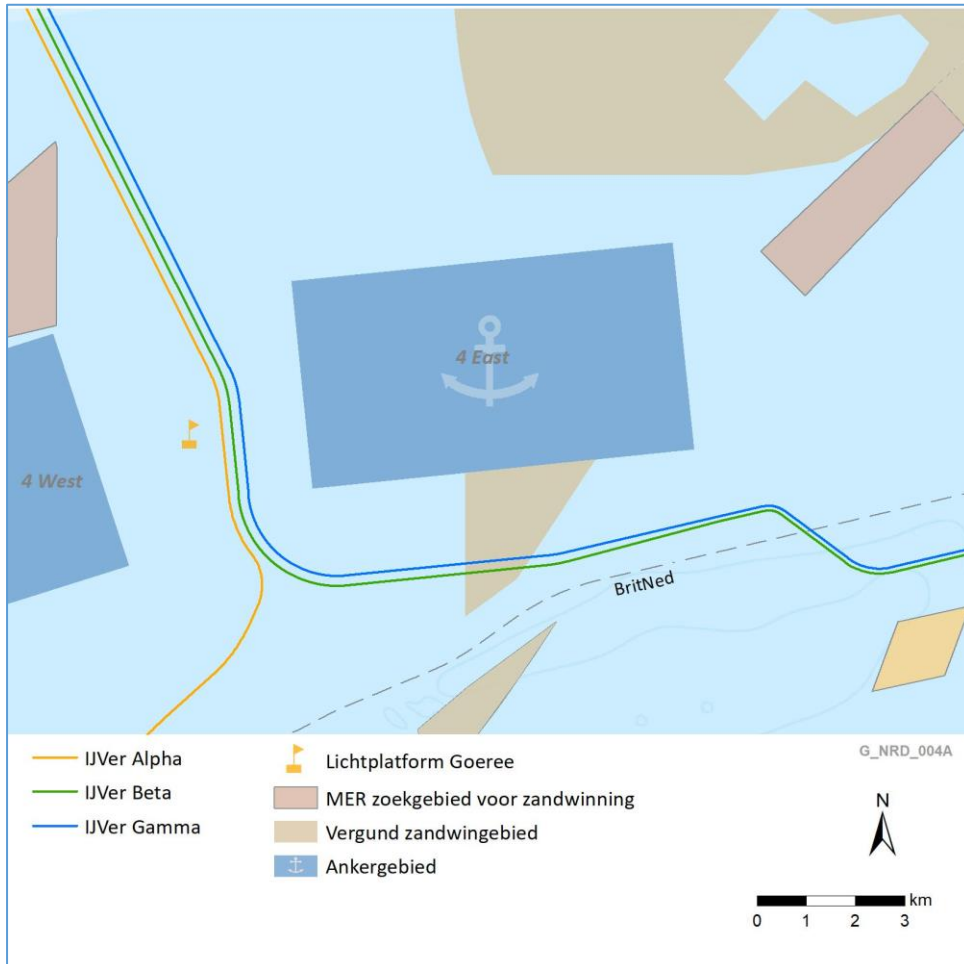 4 East
4 West
BritNed
IJVer Alpha
IJVer Beta
IJVer Gamma
Lichtplatform Goeree
MER zoekgebied voor zandwinning
Vergund zandwingebied
Ankergebied
G_NRD_004A
N
km
0 1 2 3